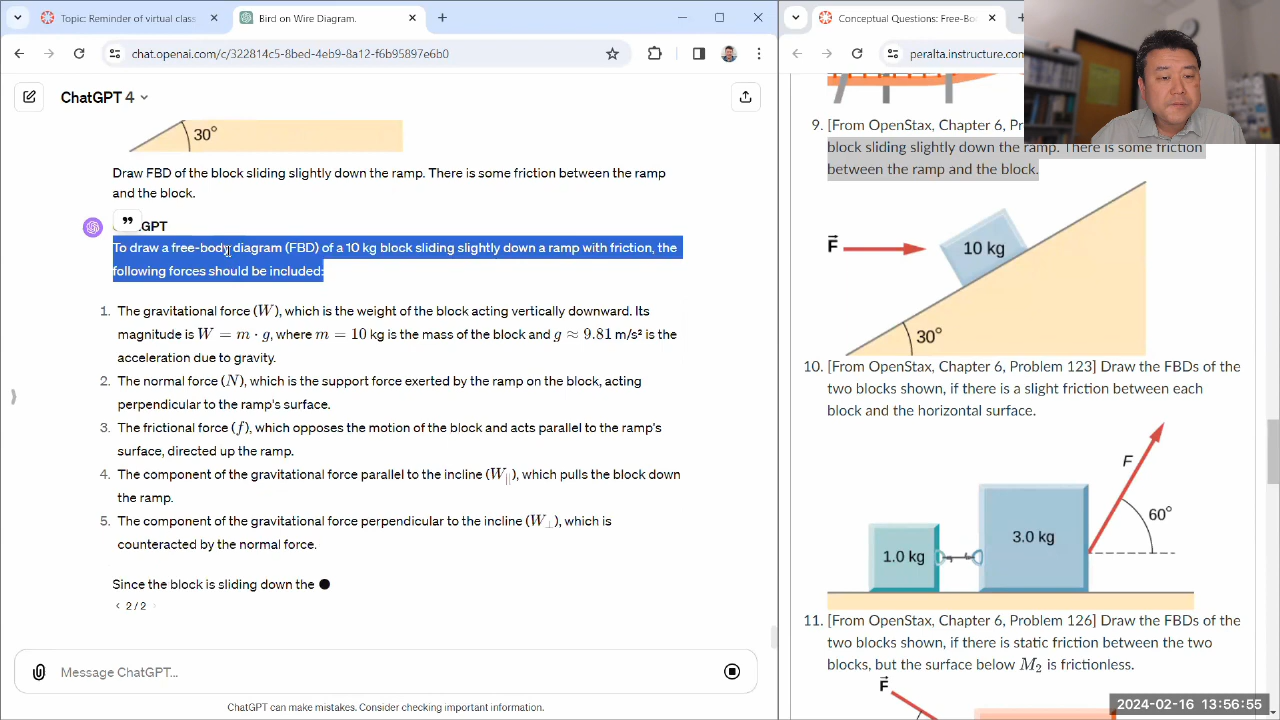 Topic: Reminder of virtual class
Bird on Wire Diagram.
Conceptual Questions: Free-Bo
chat.openai.com/c/322814c5-8bed-4eb9-8a12-f6b95897e6b0
peralta.instructure.com
ChatGPT 4
30°
Draw FBD of the block sliding slightly down the ramp. There is some friction between the ramp
and the block.
GPT
To draw a free-body diagram (FBD) of a 10 kg block sliding slightly down a ramp with friction, the
following forces should be included:
1. The gravitational force (W), which is the weight of the block acting vertically downward. Its
magnitude is W = m · g, where m = 10 kg is the mass of the block and g ≈ 9.81 m/s² is the
acceleration due to gravity.
2. The normal force (N), which is the support force exerted by the ramp on the block, acting
perpendicular to the ramp's surface.
3. The frictional force (f), which opposes the motion of the block and acts parallel to the ramp's
surface, directed up the ramp.
4. The component of the gravitational force parallel to the incline (W||), which pulls the block down
the ramp.
5. The component of the gravitational force perpendicular to the incline (W⊥), which is
counteracted by the normal force.
Since the block is sliding down the
2/2
Message ChatGPT...
ChatGPT can make mistakes. Consider checking important information.
9. [From OpenStax, Chapter 6, Pr
block sliding slightly down the ramp. There is some friction
between the ramp and the block.
F
10 kg
30°
10. [From OpenStax, Chapter 6, Problem 123] Draw the FBDs of the
two blocks shown, if there is a slight friction between each
block and the horizontal surface.
F
60°
3.0 kg
1.0 kg
11. [From OpenStax, Chapter 6, Problem 126] Draw the FBDs of the
two blocks shown, if there is static friction between the two
blocks, but the surface below M₂ is frictionless.
F
2024-02-16 13:56:55